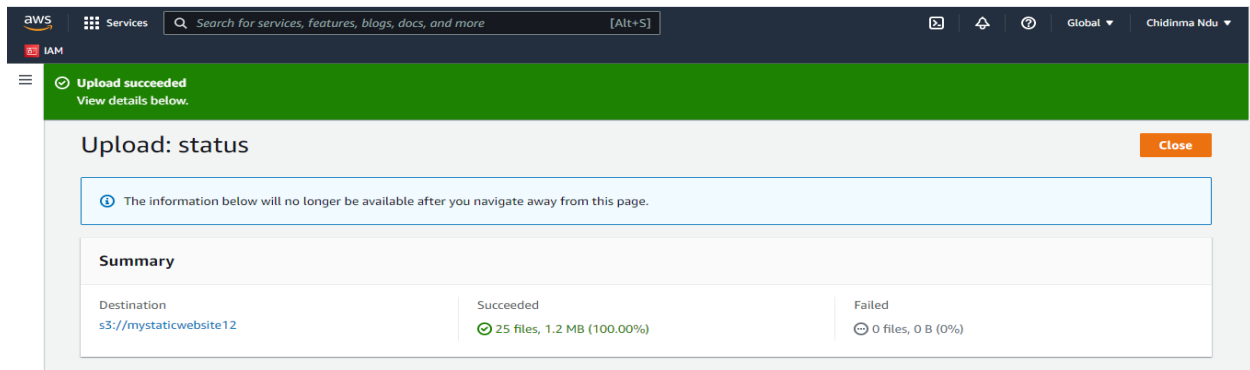 aws Services Search for services, features, blogs, docs, and more [Alt+S] Global Chidinma Ndu
IAM
Upload succeeded
View details below.
Upload: status Close
The information below will no longer be available after you navigate away from this page.
Summary
Destination Succeeded Failed
s3://mystaticwebsite12 25 files, 1.2 MB (100.00%) 0 files, 0 B (0%)